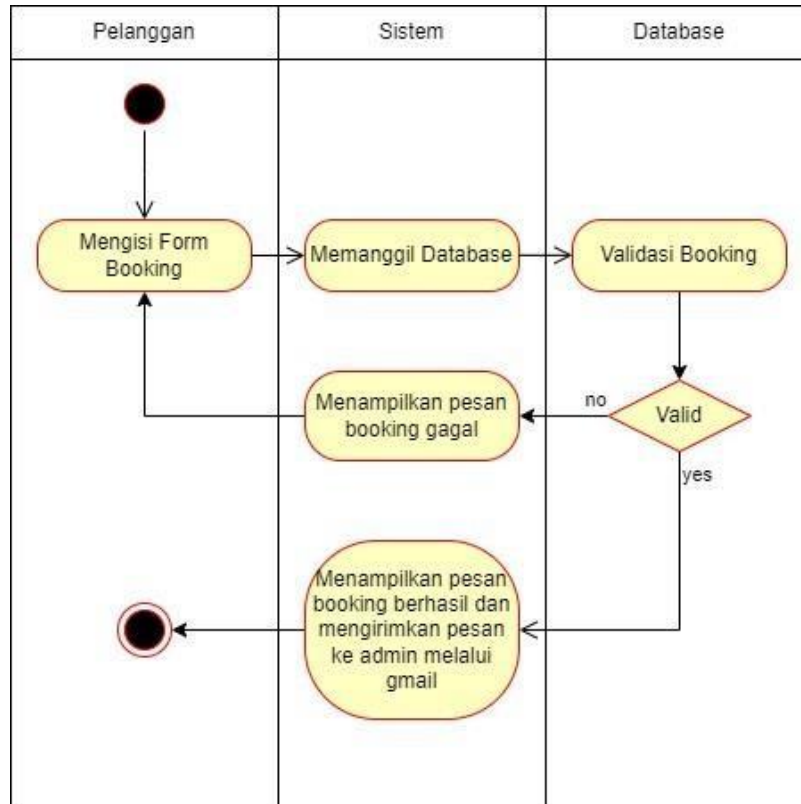 Pelanggan
Sistem
Database
Mengisi Form
Booking
Memanggil Database
Validasi Booking
Menampilkan pesan
booking gagal
no
Valid
yes
Menampilkan pesan
booking berhasil dan
mengirimkan pesan
ke admin melalui
gmail